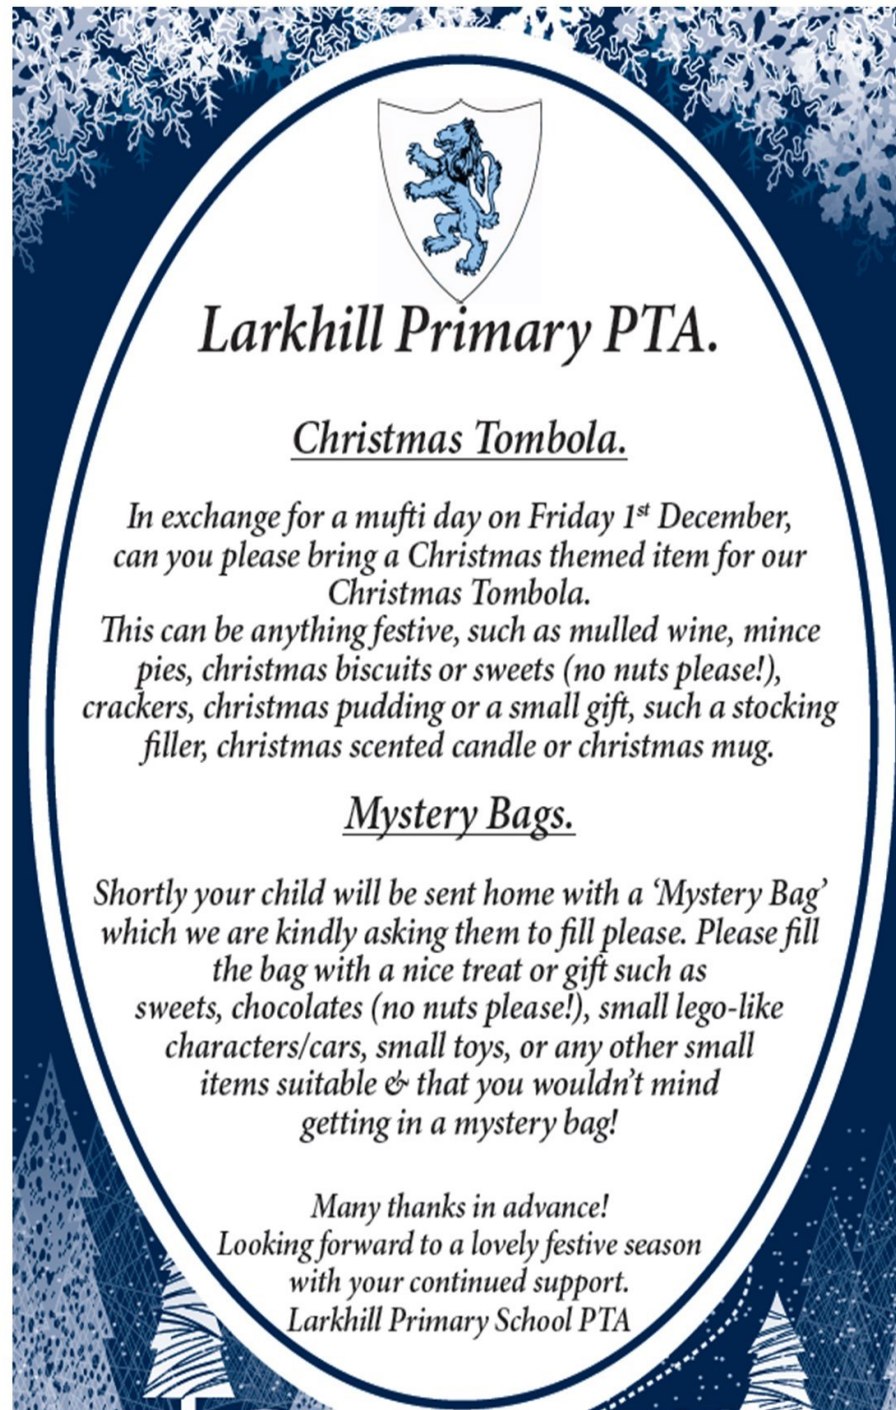 Larkhill Primary PTA.
Christmas Tombola.
In exchange for a mufti day on Friday 1st December,
can you please bring a Christmas themed item for our
Christmas Tombola.
This can be anything festive, such as mulled wine, mince
pies, christmas biscuits or sweets (no nuts please!),
crackers, christmas pudding or a small gift, such a stocking
filler, christmas scented candle or christmas mug.
Mystery Bags.
Shortly your child will be sent home with a ‘Mystery Bag’
which we are kindly asking them to fill please. Please fill
the bag with a nice treat or gift such as
sweets, chocolates (no nuts please!), small lego-like
characters/cars, small toys, or any other small
items suitable & that you wouldn’t mind
getting in a mystery bag!
Many thanks in advance!
Looking forward to a lovely festive season
with your continued support.
Larkhill Primary School PTA